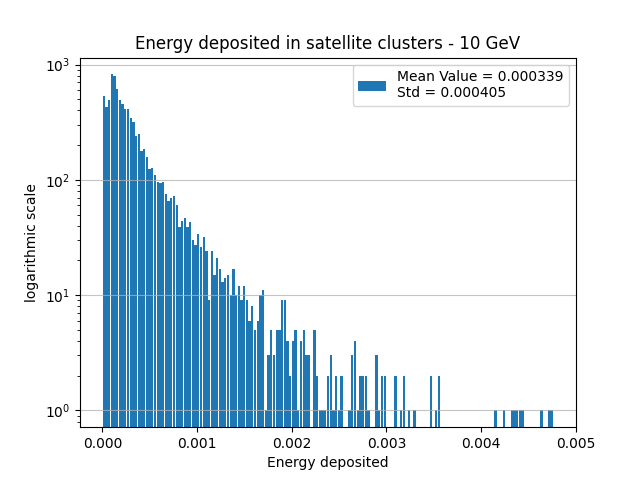 Energy deposited in satellite clusters - 10 GeV
Mean Value = 0.000339
Std = 0.000405
logarithmic scale
10³
10²
10¹
10⁰
0.000 0.001 0.002 0.003 0.004 0.005
Energy deposited